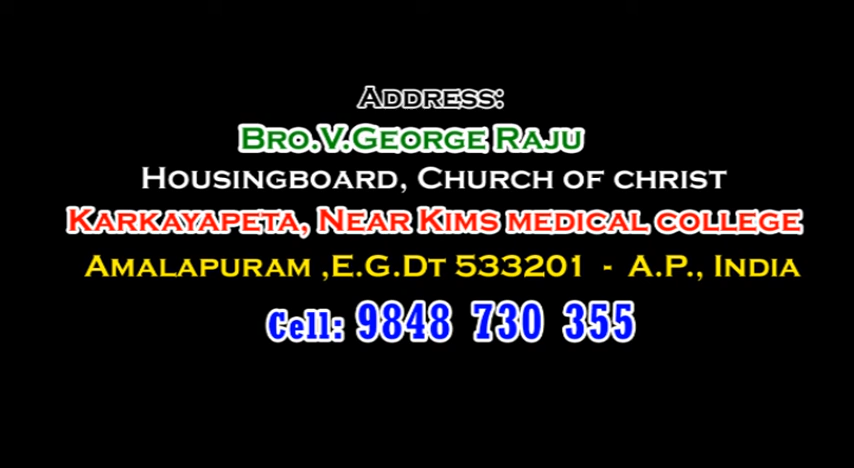 Address:
Bro.V.George Raju
Housingboard, Church of christ
Karkayapeta, Near Kims medical college
Amalapuram ,E.G.Dt 533201 - A.P., India
Cell: 9848 730 355